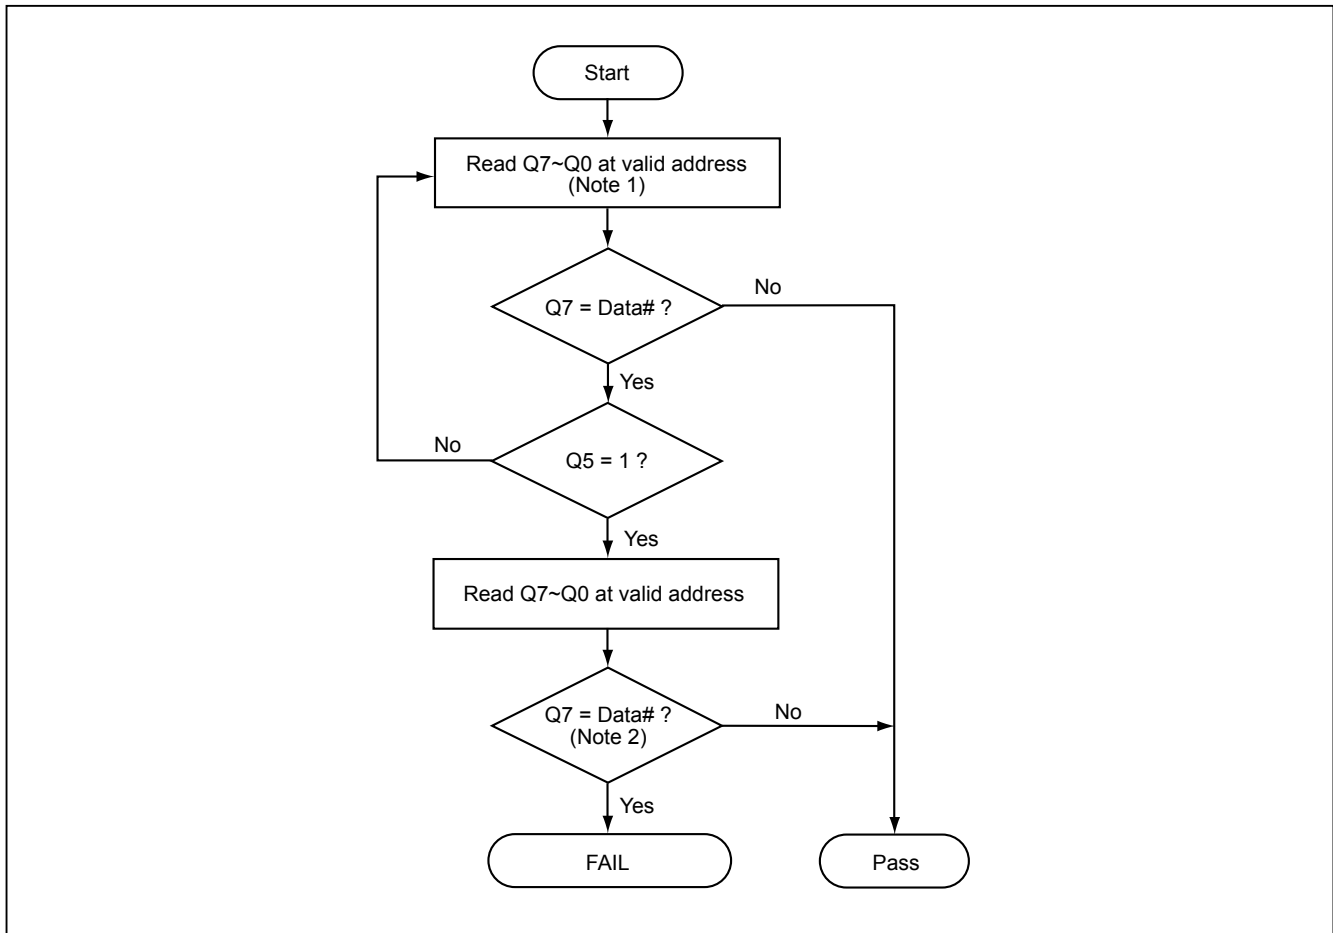 Start
Read Q7~Q0 at valid address
(Note 1)
Q7 = Data# ?
No
Yes
No
Q5 = 1 ?
Yes
Read Q7~Q0 at valid address
Q7 = Data# ?
(Note 2)
No
Yes
FAIL
Pass